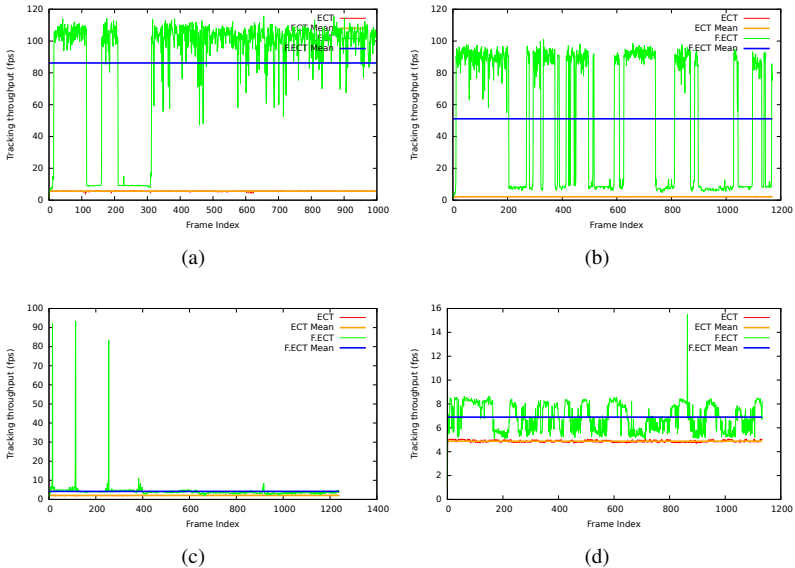 120
100
80
60
40
20
0
0 100 200 300 400 500 600 700 800 900 1000
Tracking throughput (fps)
Frame Index
ECT
ECT Mean
F.ECT
F.ECT Mean
(a)
120
100
80
60
40
20
0
0 200 400 600 800 1000 1200
Tracking throughput (fps)
Frame Index
ECT
ECT Mean
F.ECT
F.ECT Mean
(b)
100
90
80
70
60
50
40
30
20
10
0
0 200 400 600 800 1000 1200 1400
Tracking throughput (fps)
Frame Index
ECT
ECT Mean
F.ECT
F.ECT Mean
(c)
16
14
12
10
8
6
4
2
0
0 200 400 600 800 1000 1200
Tracking throughput (fps)
Frame Index
ECT
ECT Mean
F.ECT
F.ECT Mean
(d)